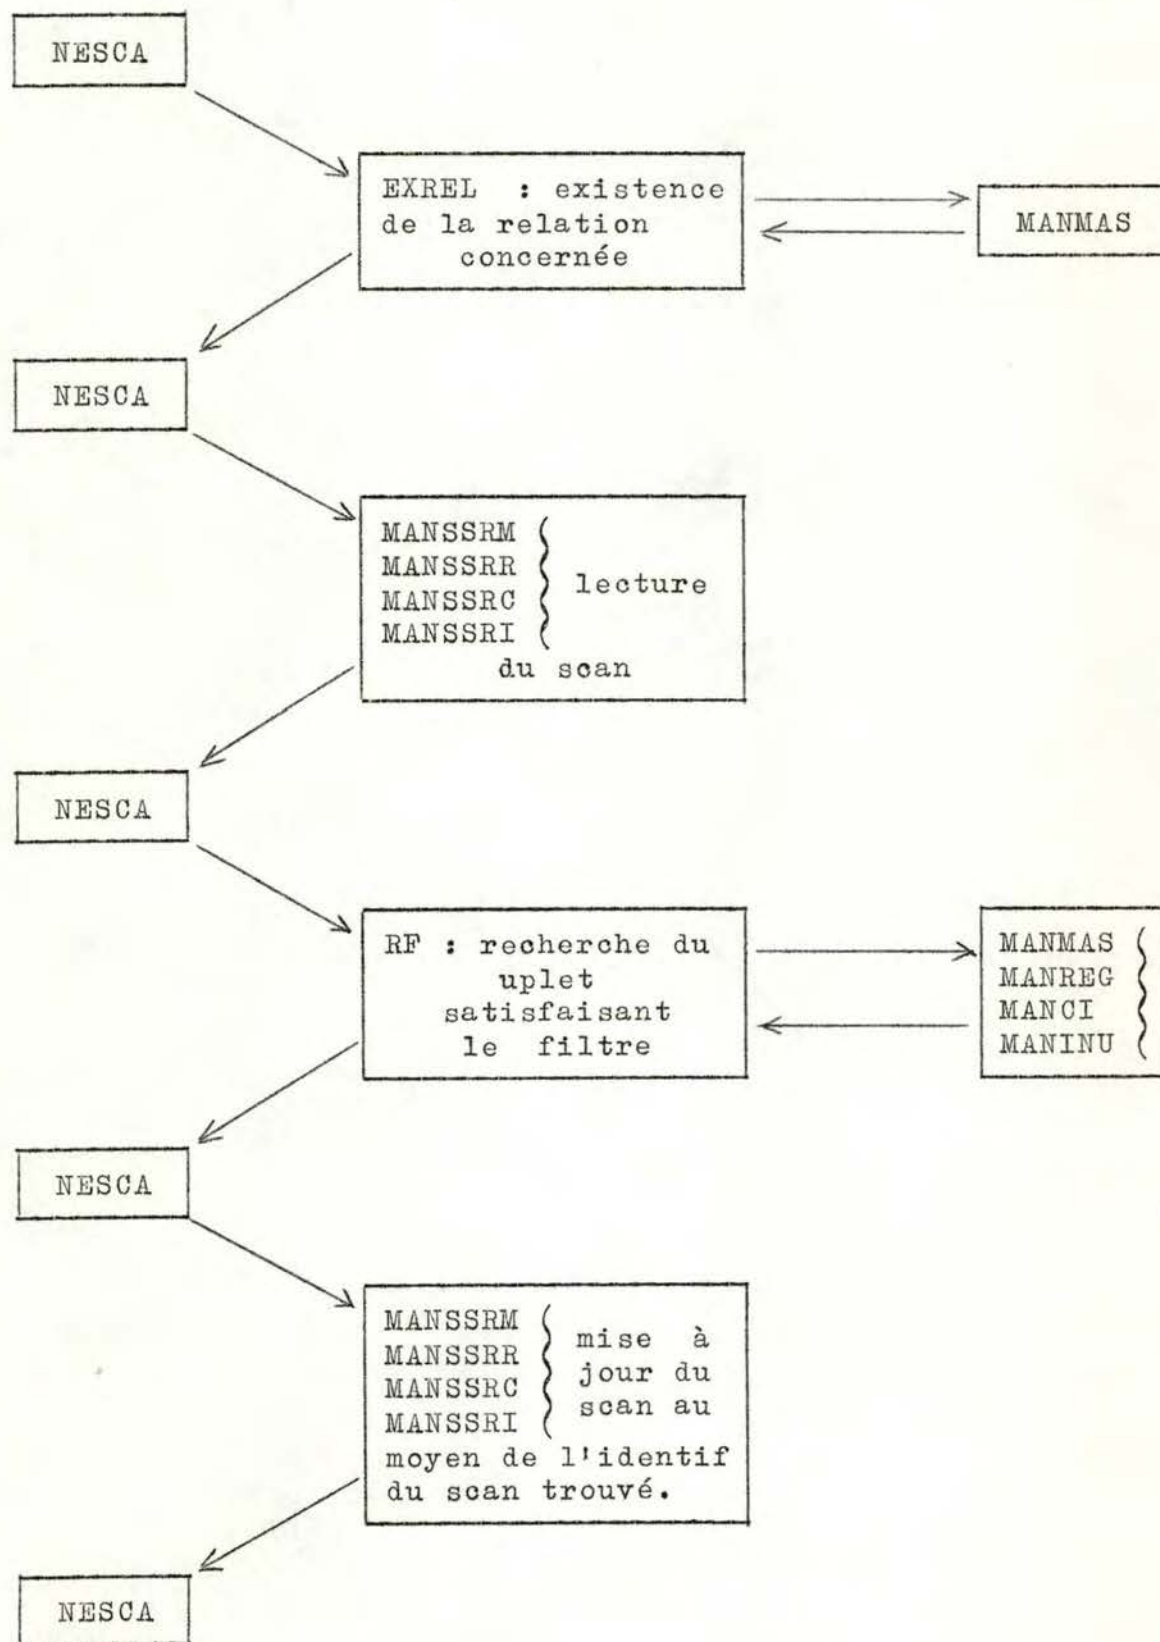 NESCA
EXREL : existence
de la relation
concernée
MANMAS
NESCA
MANSSRM
MANSSRR
MANSSRC
MANSSRI
lecture
du scan
NESCA
RF : recherche du
uplet
satisfaisant
le filtre
MANMAS
MANREG
MANCI
MANINU
NESCA
MANSSRM
MANSSRR
MANSSRC
MANSSRI
mise à
jour du
scan au
moyen de l'identif
du scan trouvé.
NESCA